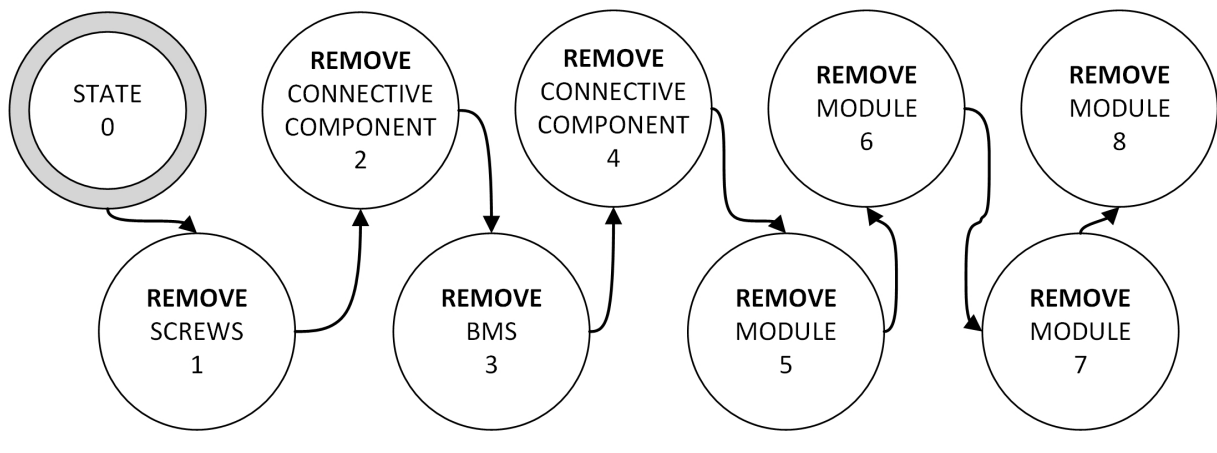 STATE
0
REMOVE
SCREWS
1
REMOVE
CONNECTIVE
COMPONENT
2
REMOVE
BMS
3
REMOVE
CONNECTIVE
COMPONENT
4
REMOVE
MODULE
5
REMOVE
MODULE
6
REMOVE
MODULE
7
REMOVE
MODULE
8